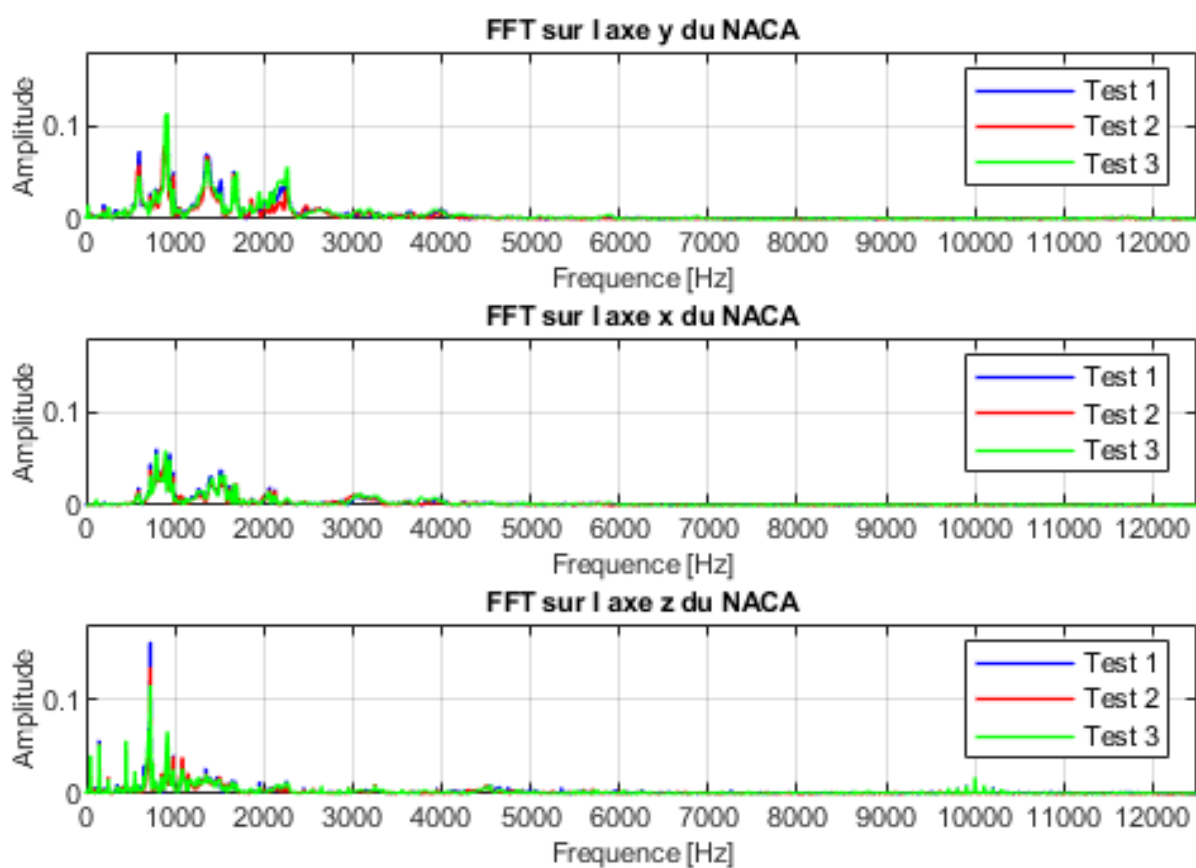 FFT sur l axe y du NACA
Amplitude
0.1
0
Test 1
Test 2
Test 3
0 1000 2000 3000 4000 5000 6000 7000 8000 9000 10000 11000 12000
Frequence [Hz]
FFT sur l axe x du NACA
Amplitude
0.1
0
Test 1
Test 2
Test 3
0 1000 2000 3000 4000 5000 6000 7000 8000 9000 10000 11000 12000
Frequence [Hz]
FFT sur l axe z du NACA
Amplitude
0.1
0
Test 1
Test 2
Test 3
0 1000 2000 3000 4000 5000 6000 7000 8000 9000 10000 11000 12000
Frequence [Hz]